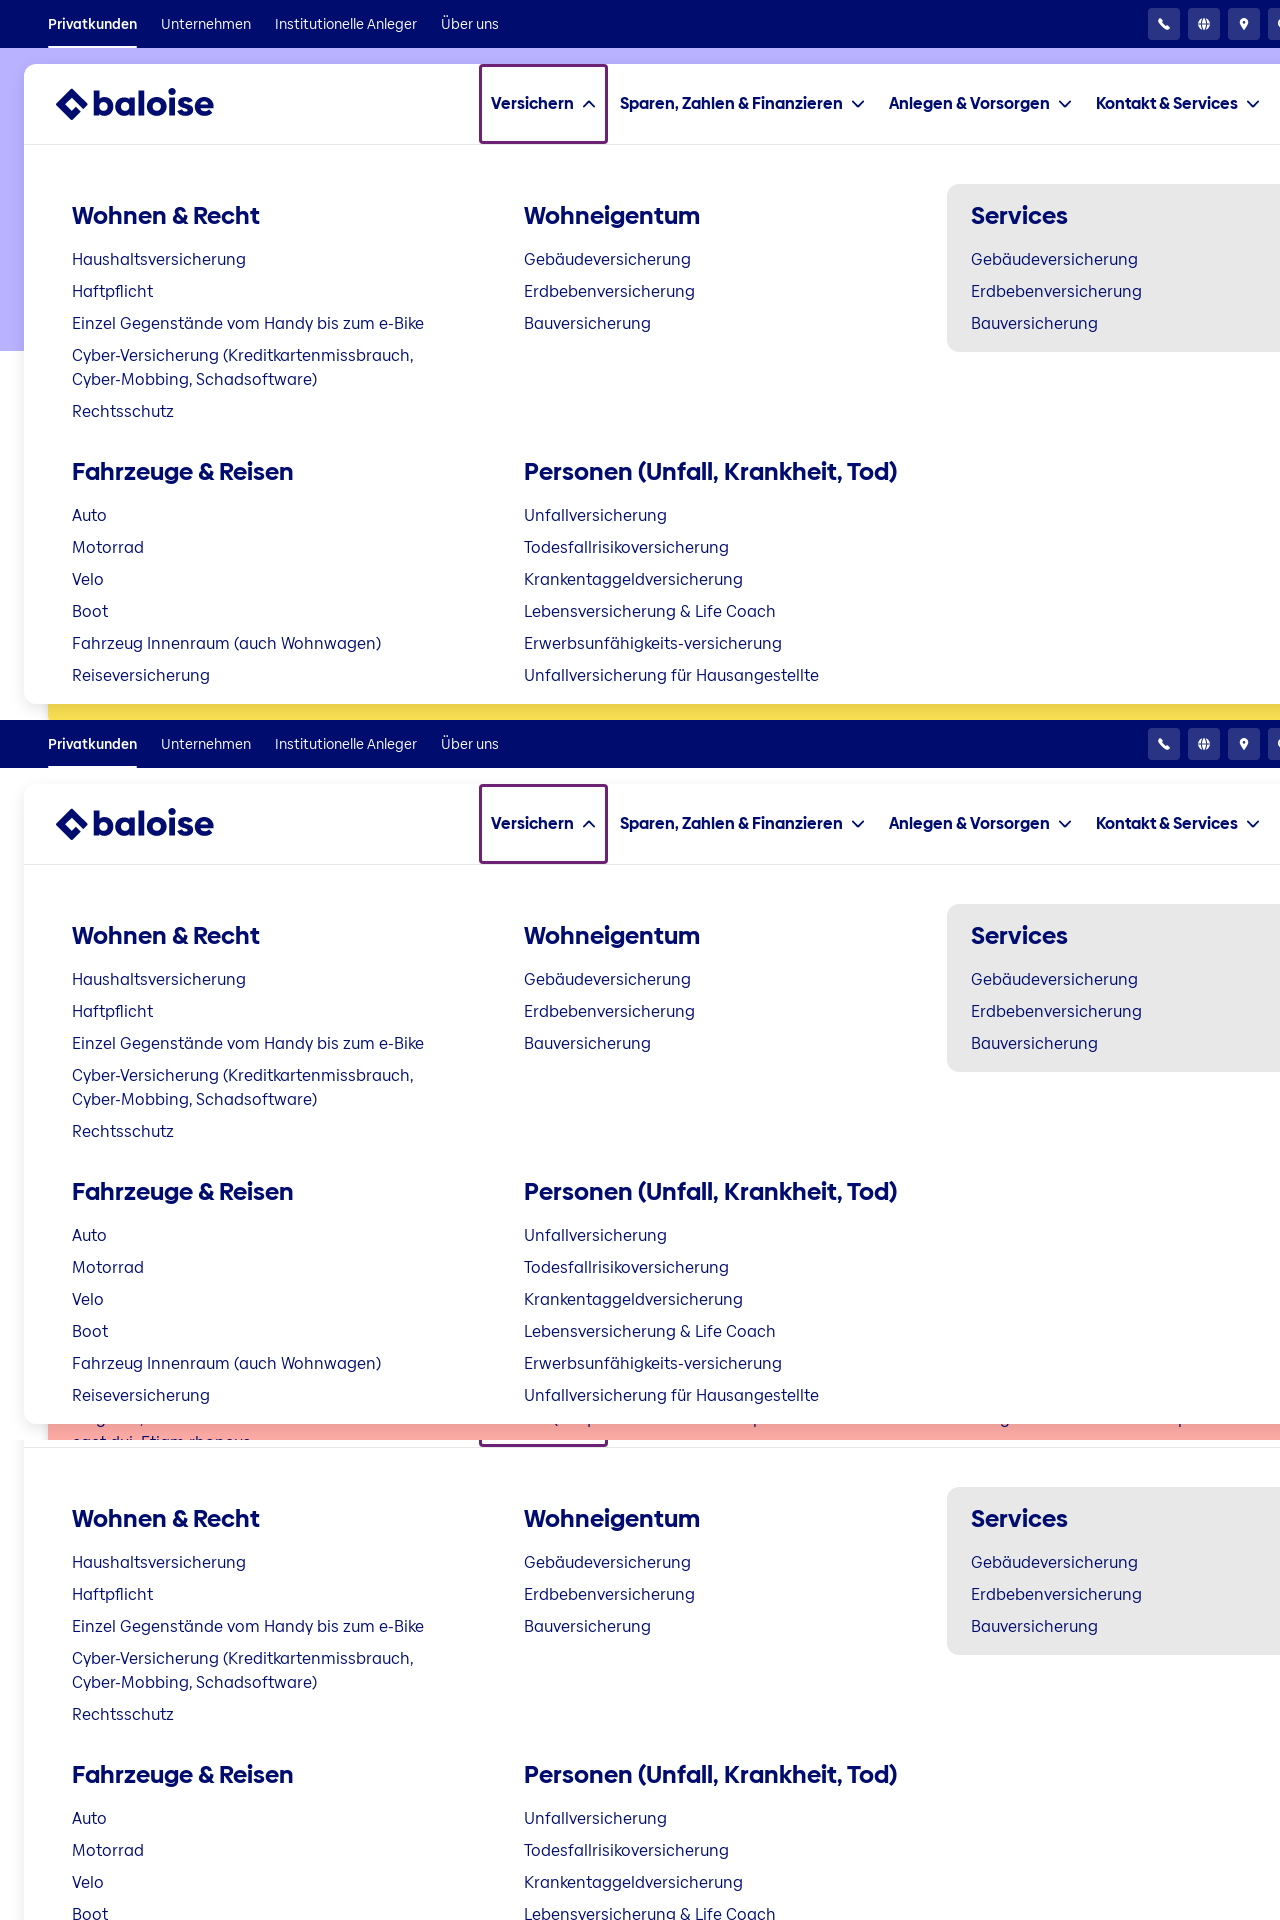 Privatkunden Unternehmen Institutionelle Anleger Über uns
baloise
Versichern Sparen, Zahlen & Finanzieren Anlegen & Vorsorgen Kontakt & Services
Wohnen & Recht
Haushaltsversicherung
Haftpflicht
Einzel Gegenstände vom Handy bis zum e-Bike
Cyber-Versicherung (Kreditkartenmissbrauch,
Cyber-Mobbing, Schadsoftware)
Rechtsschutz
Wohneigentum
Gebäudeversicherung
Erdbebenversicherung
Bauversicherung
Services
Gebäudeversicherung
Erdbebenversicherung
Bauversicherung
Fahrzeuge & Reisen
Auto
Motorrad
Velo
Boot
Fahrzeug Innenraum (auch Wohnwagen)
Reiseversicherung
Personen (Unfall, Krankheit, Tod)
Unfallversicherung
Todesfallrisikoversicherung
Krankentaggeldversicherung
Lebensversicherung & Life Coach
Erwerbsunfähigkeits-versicherung
Unfallversicherung für Hausangestellte
Privatkunden Unternehmen Institutionelle Anleger Über uns
baloise
Versichern Sparen, Zahlen & Finanzieren Anlegen & Vorsorgen Kontakt & Services
Wohnen & Recht
Haushaltsversicherung
Haftpflicht
Einzel Gegenstände vom Handy bis zum e-Bike
Cyber-Versicherung (Kreditkartenmissbrauch,
Cyber-Mobbing, Schadsoftware)
Rechtsschutz
Wohneigentum
Gebäudeversicherung
Erdbebenversicherung
Bauversicherung
Services
Gebäudeversicherung
Erdbebenversicherung
Bauversicherung
Fahrzeuge & Reisen
Auto
Motorrad
Velo
Boot
Fahrzeug Innenraum (auch Wohnwagen)
Reiseversicherung
Personen (Unfall, Krankheit, Tod)
Unfallversicherung
Todesfallrisikoversicherung
Krankentaggeldversicherung
Lebensversicherung & Life Coach
Erwerbsunfähigkeits-versicherung
Unfallversicherung für Hausangestellte
Wohnen & Recht
Haushaltsversicherung
Haftpflicht
Einzel Gegenstände vom Handy bis zum e-Bike
Cyber-Versicherung (Kreditkartenmissbrauch,
Cyber-Mobbing, Schadsoftware)
Rechtsschutz
Wohneigentum
Gebäudeversicherung
Erdbebenversicherung
Bauversicherung
Services
Gebäudeversicherung
Erdbebenversicherung
Bauversicherung
Fahrzeuge & Reisen
Auto
Motorrad
Velo
Boot
Personen (Unfall, Krankheit, Tod)
Unfallversicherung
Todesfallrisikoversicherung
Krankentaggeldversicherung
Lebensversicherung & Life Coach